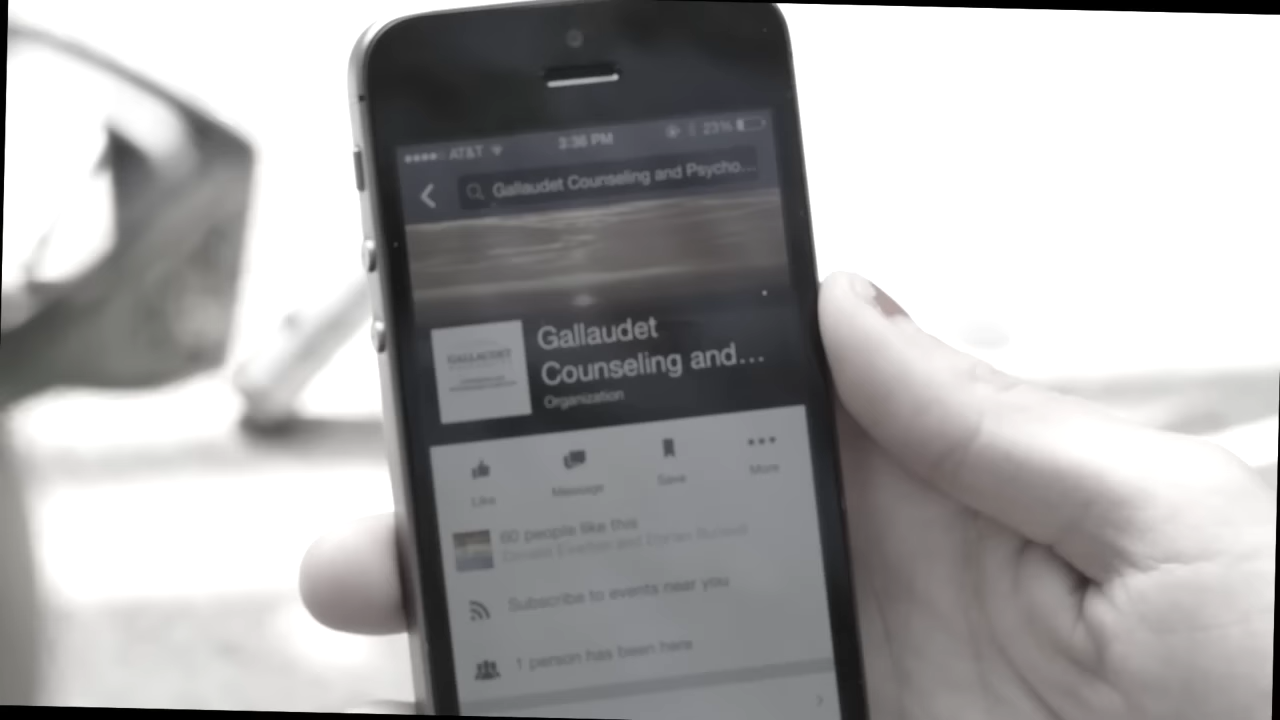 AT&T 3:36 PM 23%
Gallaudet Counseling and Psycho...
GALLAUDET
Gallaudet
Counseling and...
Organization
Like Message Save More
60 people like this
Subscribe to events near you
1 person has been here